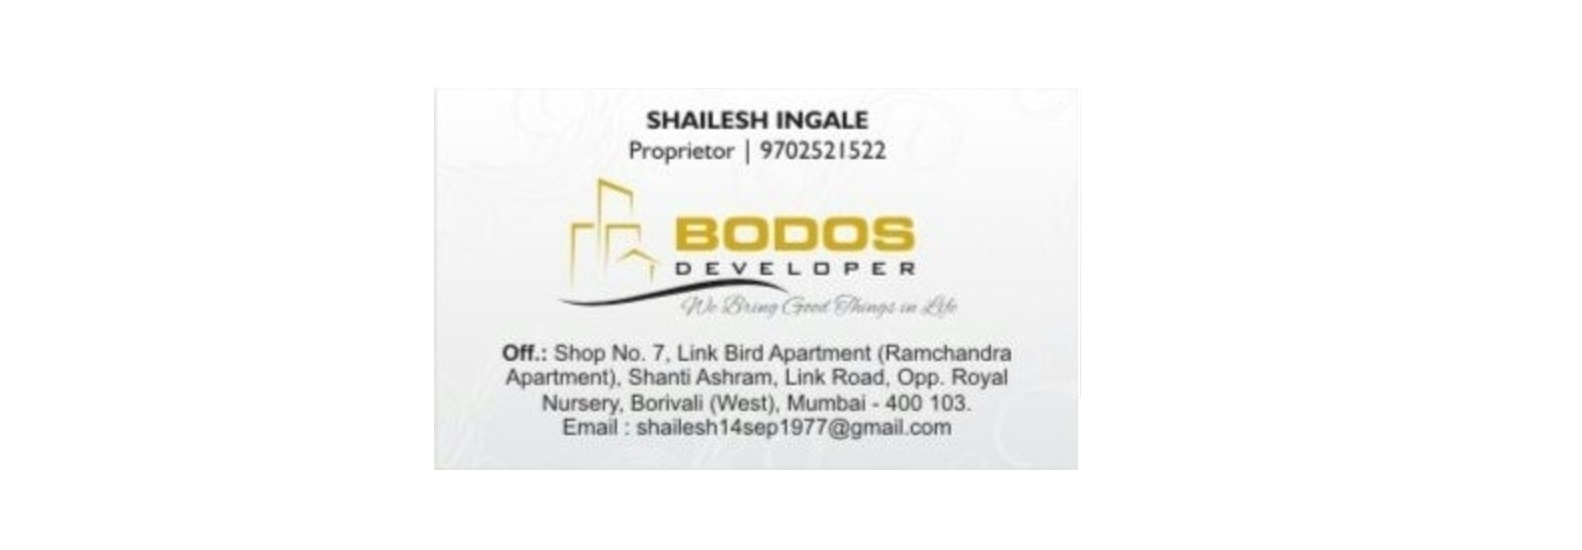 SHAILESH INGALE
Proprietor | 9702521522
BODOS
DEVELOPER
We Bring Good Things in Life
Off.: Shop No. 7, Link Bird Apartment (Ramchandra
Apartment), Shanti Ashram, Link Road, Opp. Royal
Nursery, Borivali (West), Mumbai - 400 103.
Email : shailesh14sep1977@gmail.com